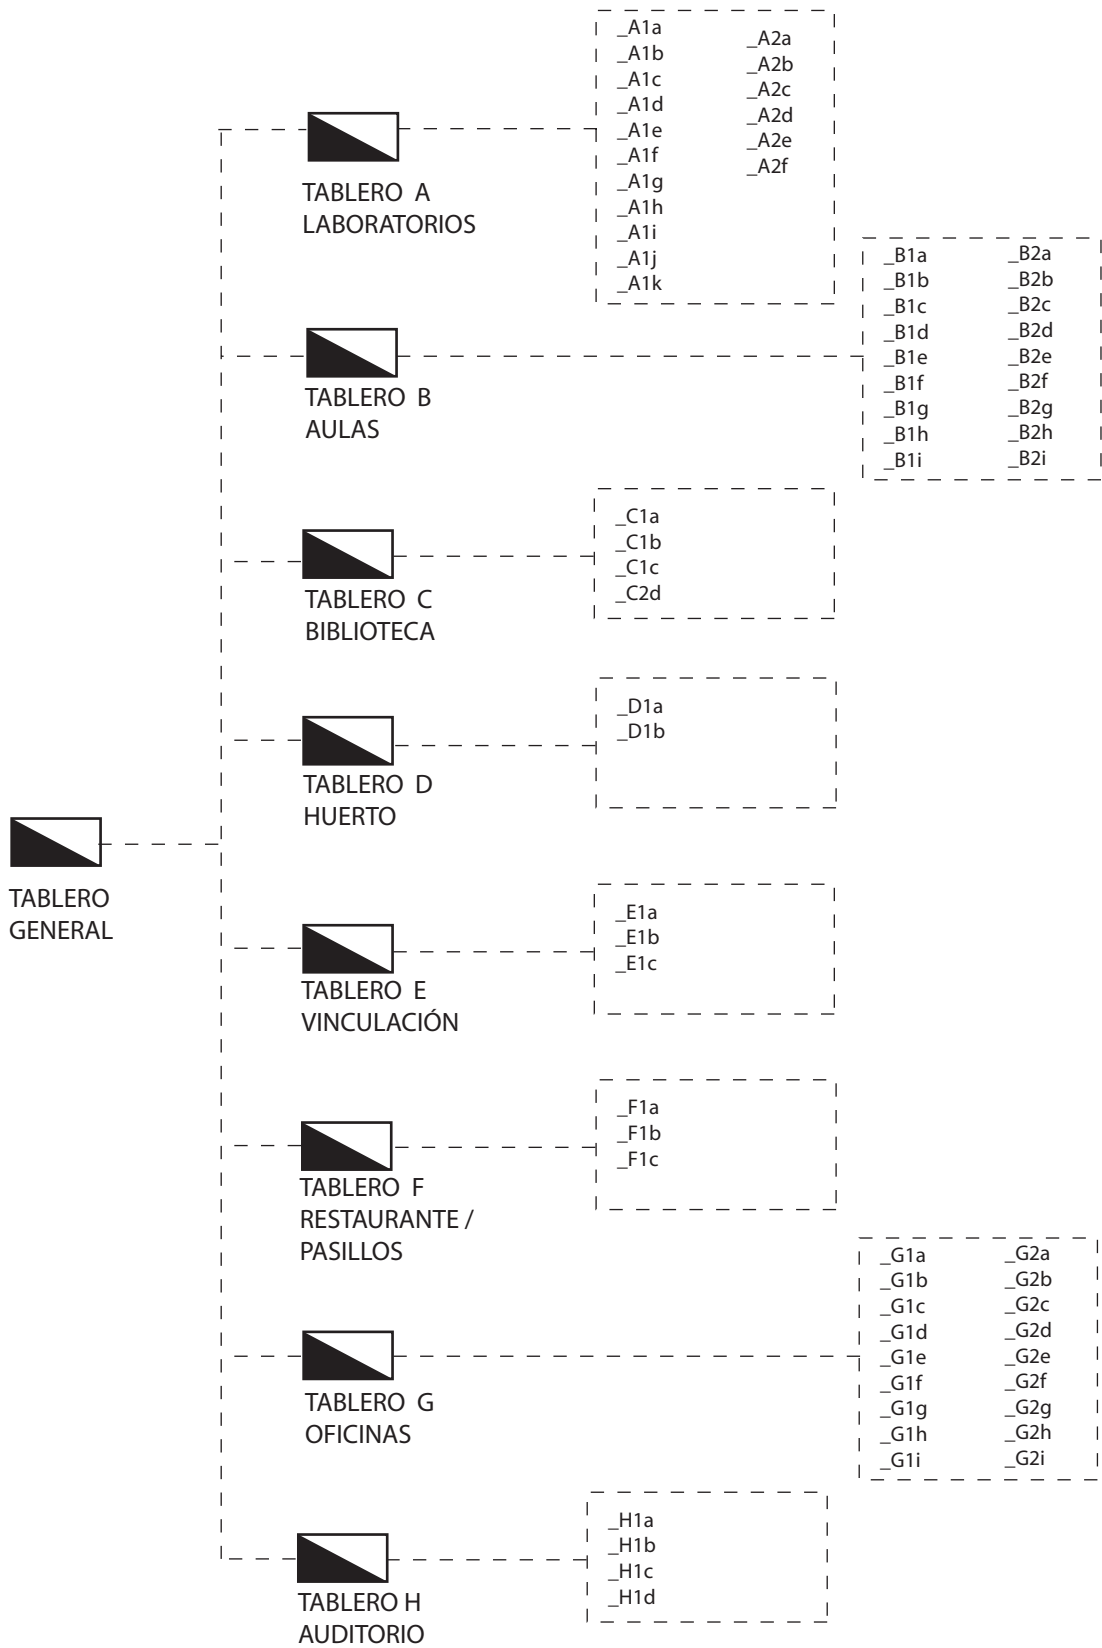 _A1a
_A1b
_A1c
_A1d
_A1e
_A1f
_A1g
_A1h
_A1i
_A1j
_A1k
_A2a
_A2b
_A2c
_A2d
_A2e
_A2f
TABLERO A
LABORATORIOS
_B1a
_B1b
_B1c
_B1d
_B1e
_B1f
_B1g
_B1h
_B1i
_B2a
_B2b
_B2c
_B2d
_B2e
_B2f
_B2g
_B2h
_B2i
TABLERO B
AULAS
_C1a
_C1b
_C1c
_C2d
TABLERO C
BIBLIOTECA
_D1a
_D1b
TABLERO D
HUERTO
TABLERO
GENERAL
_E1a
_E1b
_E1c
TABLERO E
VINCULACIÓN
_F1a
_F1b
_F1c
TABLERO F
RESTAURANTE /
PASILLOS
_G1a
_G1b
_G1c
_G1d
_G1e
_G1f
_G1g
_G1h
_G1i
_G2a
_G2b
_G2c
_G2d
_G2e
_G2f
_G2g
_G2h
_G2i
TABLERO G
OFICINAS
_H1a
_H1b
_H1c
_H1d
TABLERO H
AUDITORIO